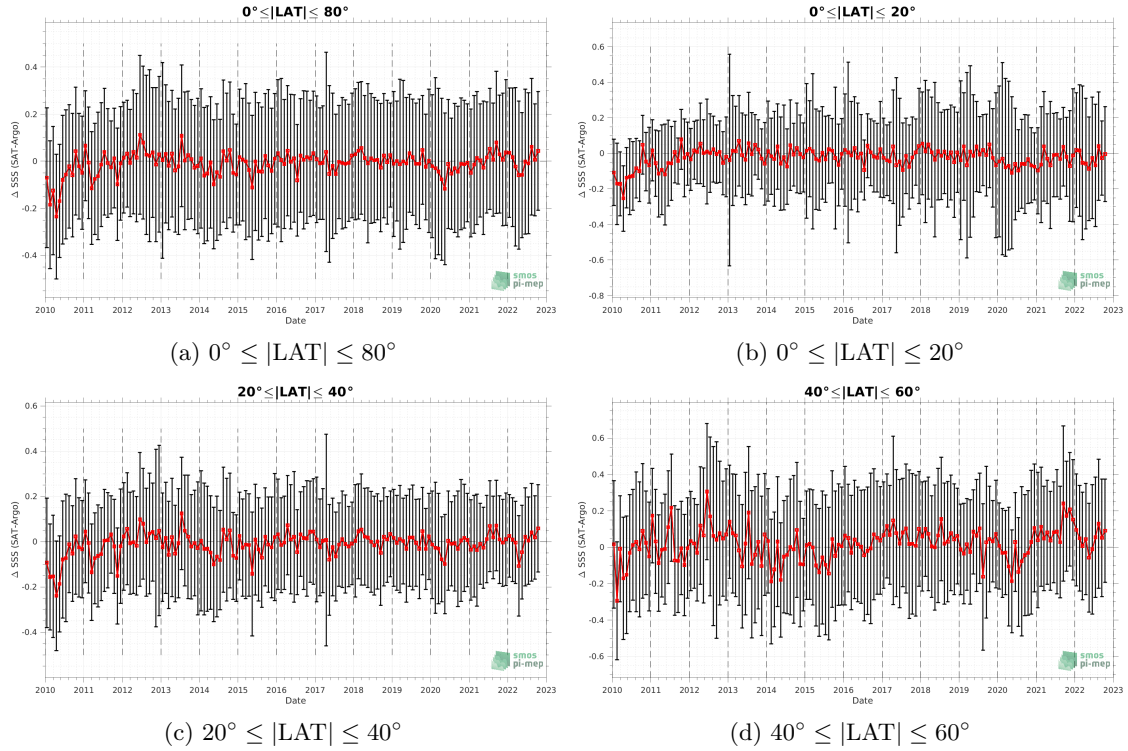 0°≤|LAT|≤ 80°
Δ SSS (SAT-Argo)
0.4
0.2
0
-0.2
-0.4
2010 2011 2012 2013 2014 2015 2016 2017 2018 2019 2020 2021 2022 2023
Date
smos
pi-mep
(a) 0° ≤ |LAT| ≤ 80°
0°≤|LAT|≤ 20°
Δ SSS (SAT-Argo)
0.6
0.4
0.2
0
-0.2
-0.4
-0.6
-0.8
2010 2011 2012 2013 2014 2015 2016 2017 2018 2019 2020 2021 2022 2023
Date
smos
pi-mep
(b) 0° ≤ |LAT| ≤ 20°
20°≤|LAT|≤ 40°
Δ SSS (SAT-Argo)
0.6
0.4
0.2
0
-0.2
-0.4
2010 2011 2012 2013 2014 2015 2016 2017 2018 2019 2020 2021 2022 2023
Date
smos
pi-mep
(c) 20° ≤ |LAT| ≤ 40°
40°≤|LAT|≤ 60°
Δ SSS (SAT-Argo)
0.6
0.4
0.2
0
-0.2
-0.4
-0.6
2010 2011 2012 2013 2014 2015 2016 2017 2018 2019 2020 2021 2022 2023
Date
smos
pi-mep
(d) 40° ≤ |LAT| ≤ 60°